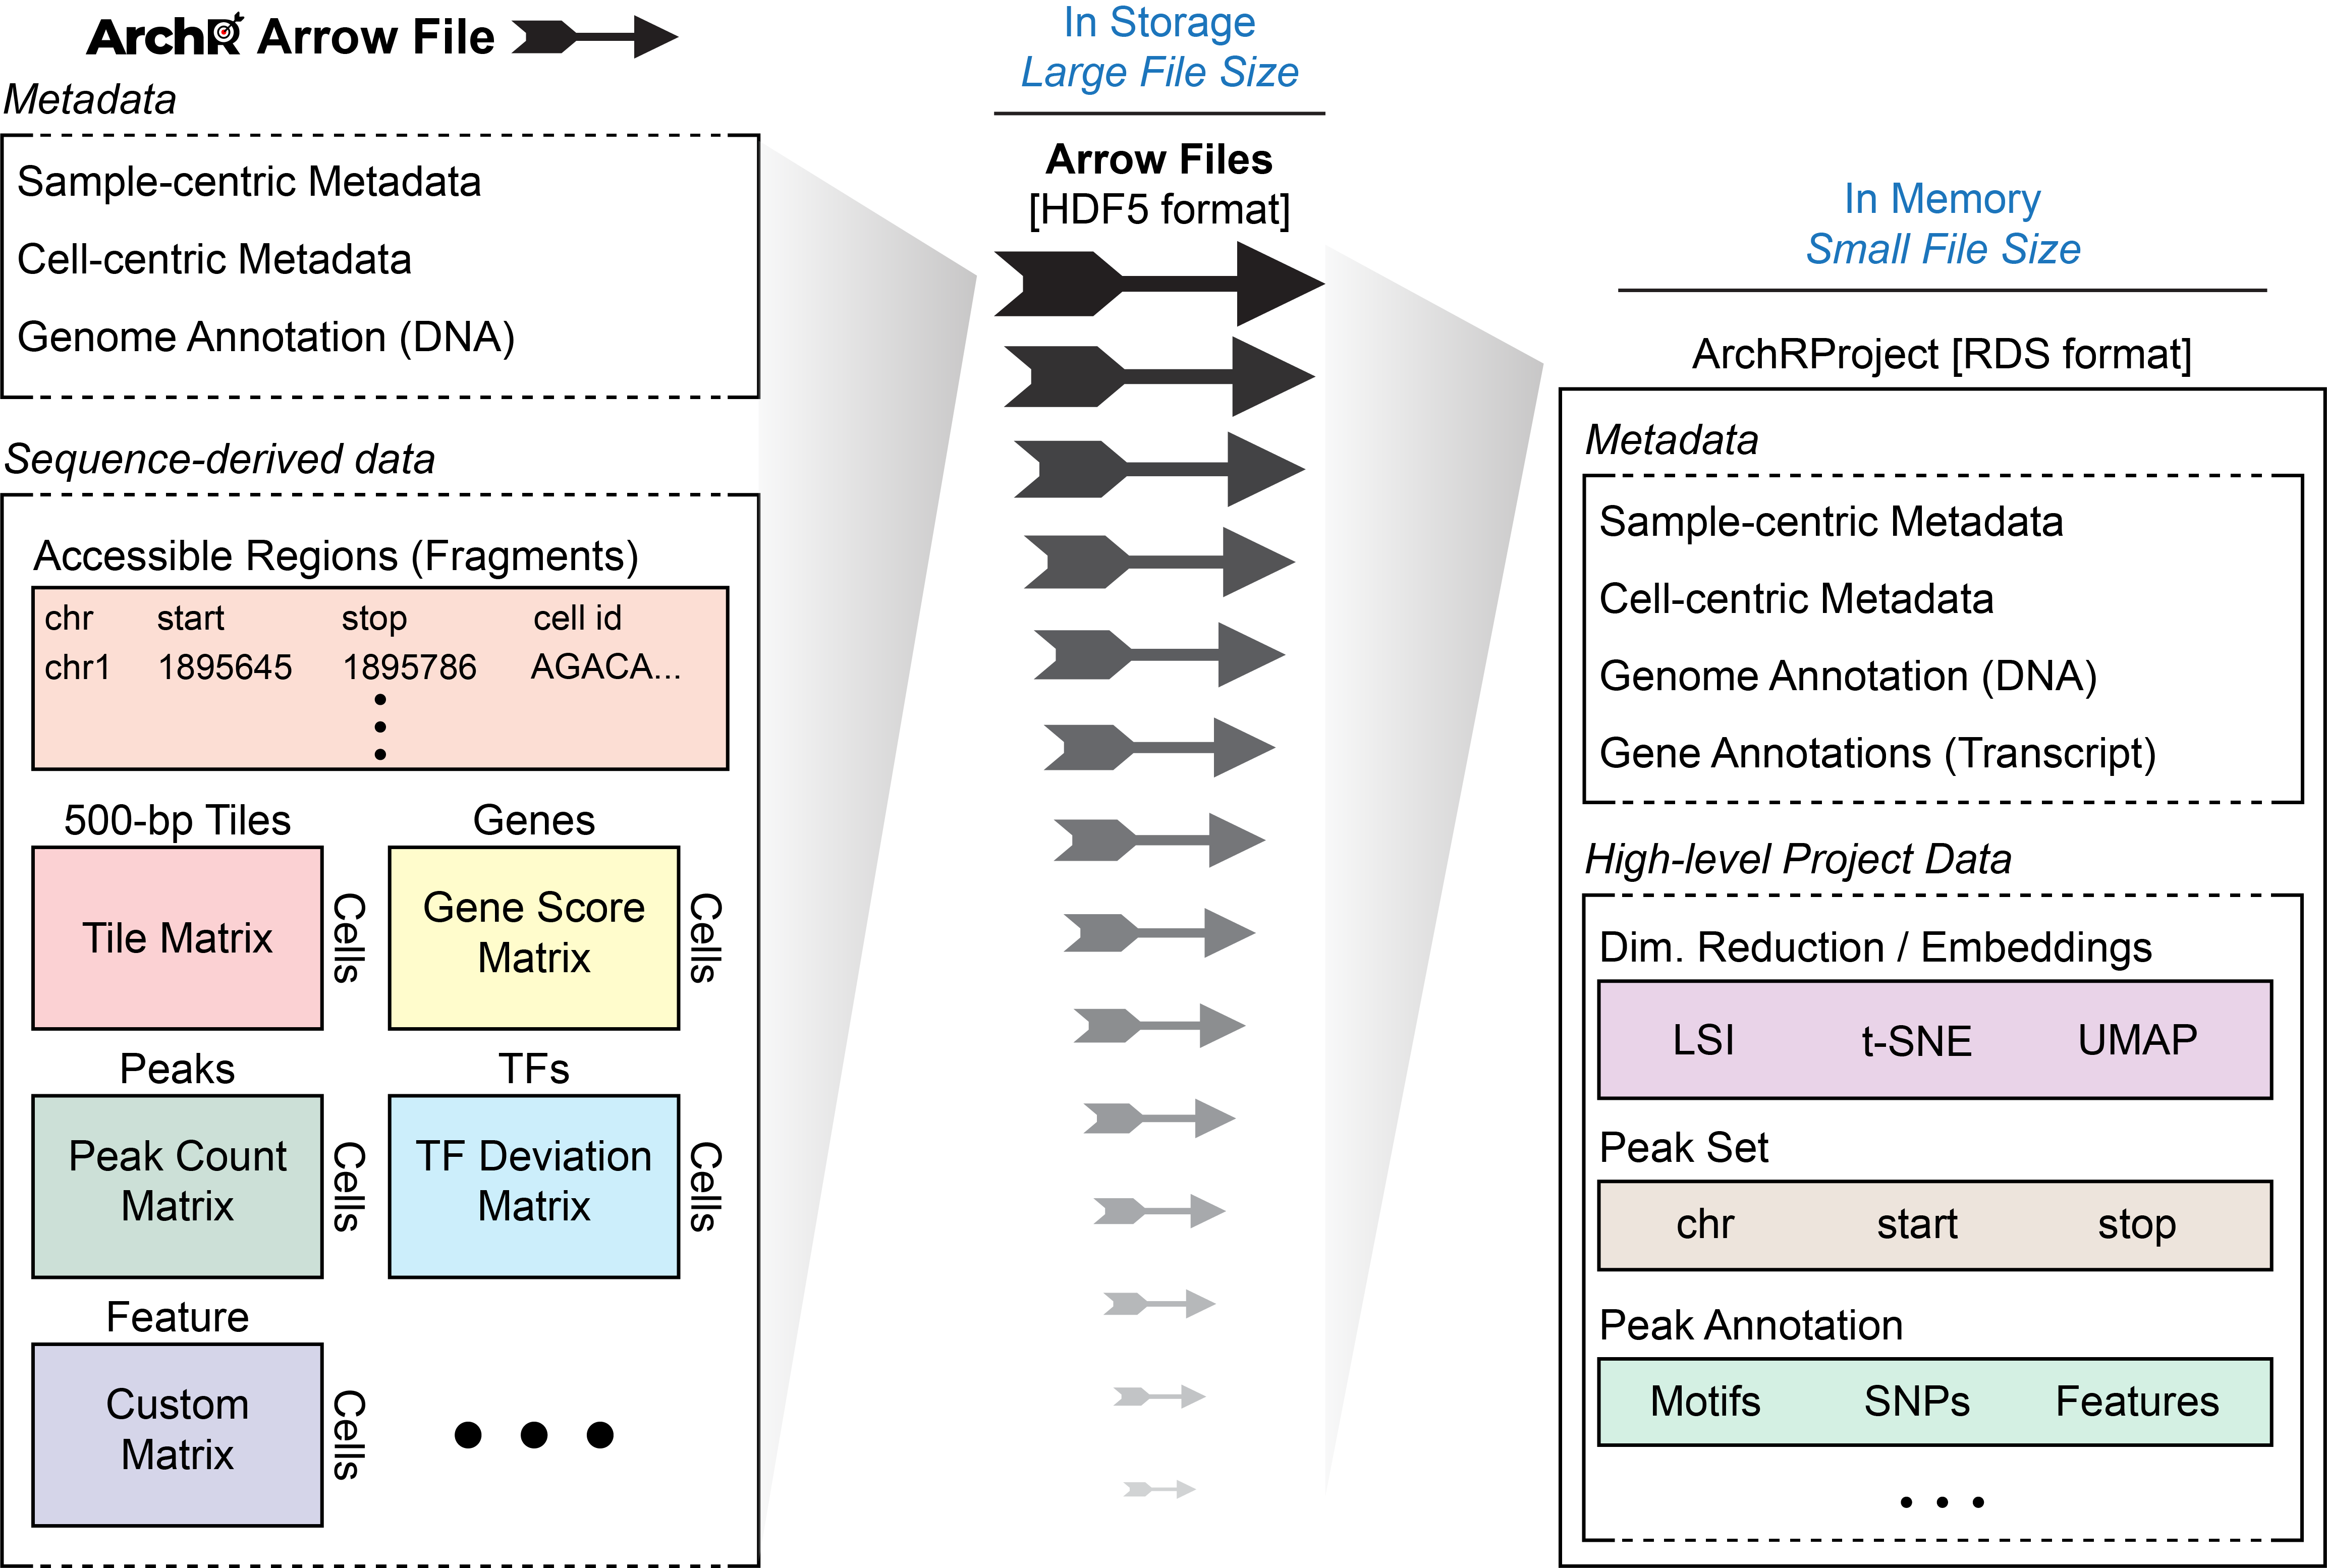 ArchR Arrow File
Metadata
Sample-centric Metadata
Cell-centric Metadata
Genome Annotation (DNA)
Sequence-derived data
Accessible Regions (Fragments)
chr start stop cell id
chr1 1895645 1895786 AGACA...
500-bp Tiles
Tile Matrix
Cells
Genes
Gene Score
Matrix
Cells
Peaks
Peak Count
Matrix
Cells
TFs
TF Deviation
Matrix
Cells
Feature
Custom
Matrix
Cells
In Storage
Large File Size
Arrow Files
[HDF5 format]
In Memory
Small File Size
ArchRProject [RDS format]
Metadata
Sample-centric Metadata
Cell-centric Metadata
Genome Annotation (DNA)
Gene Annotations (Transcript)
High-level Project Data
Dim. Reduction / Embeddings
LSI t-SNE UMAP
Peak Set
chr start stop
Peak Annotation
Motifs SNPs Features